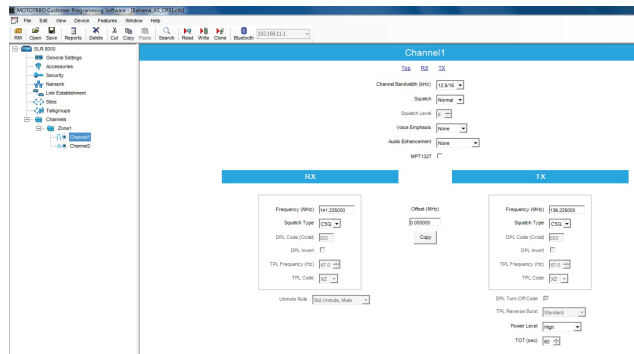 MOTOTRBO Customer Programming Software - [Bahama_AS_CP31.ctb]
File Edit View Device Features Window Help
RM Open Save Reports Delete Cut Copy Paste Search Read Write Clone Bluetooth 192.168.11.1
SLR 8000
General Settings
Accessories
Security
Network
Link Establishment
Sites
Talkgroups
Channels
Zone1
Channel1
Channel2
Channel1
Top RX TX
Channel Bandwidth (kHz) 12.5/15
Squelch Normal
Squelch Level 6
Voice Emphasis None
Audio Enhancement None
MPT1327
RX
Frequency (MHz) 141.225000
Squelch Type CSQ
DPL Code (Octal) 023
DPL Invert
TPL Frequency (Hz) 67.0
TPL Code XZ
Unmute Rule Std Unmute, Mute
Offset (MHz)
0.000000
Copy
TX
Frequency (MHz) 136.225000
Squelch Type CSQ
DPL Code (Octal) 023
DPL Invert
TPL Frequency (Hz) 67.0
TPL Code XZ
DPL Turn-Off Code
TPL Reverse Burst Standard
Power Level High
TOT (sec) 60